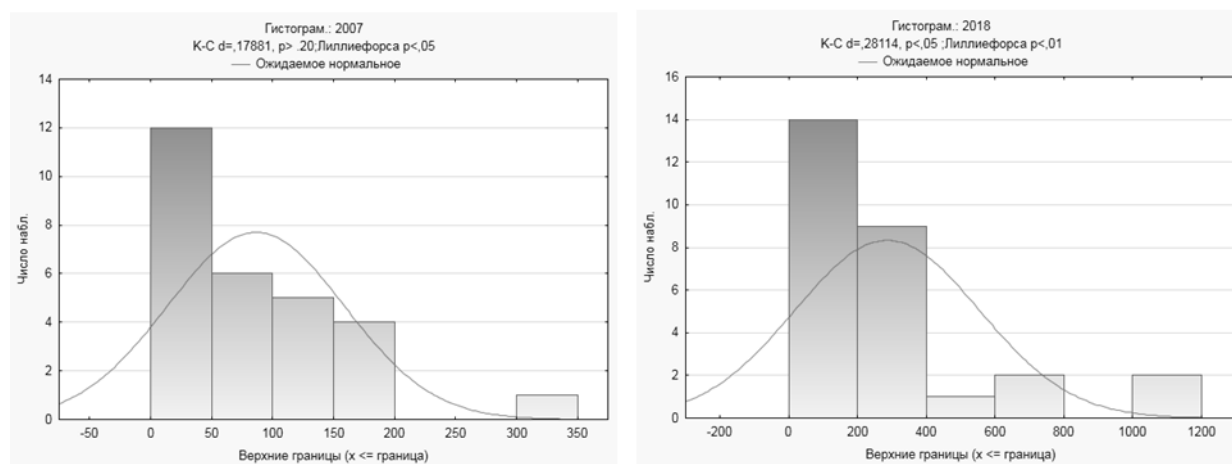 Гистограм.: 2007
К-С d=,17881, p> .20;Лиллиефорса p<,05
Ожидаемое нормальное
14
12
10
8
6
4
2
0
Число набл.
-50 0 50 100 150 200 250 300 350
Верхние границы (x <= граница)
Гистограм.: 2018
К-С d=,28114, p<,05 ;Лиллиефорса p<,01
Ожидаемое нормальное
16
14
12
10
8
6
4
2
0
Число набл.
-200 0 200 400 600 800 1000 1200
Верхние границы (x <= граница)